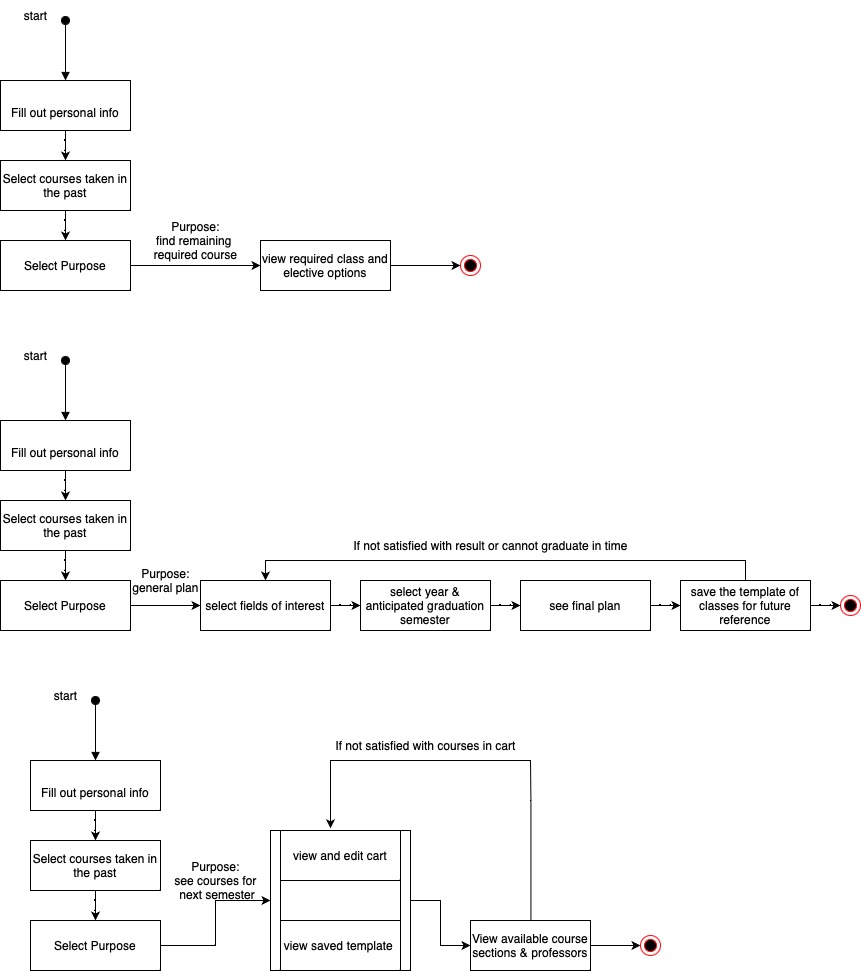 start
Fill out personal info
Select courses taken in
the past
Select Purpose
Purpose:
find remaining
required course
view required class and
elective options
start
Fill out personal info
Select courses taken in
the past
Select Purpose
Purpose:
general plan
If not satisfied with result or cannot graduate in time
select fields of interest
select year &
anticipated graduation
semester
see final plan
save the template of
classes for future
reference
start
Fill out personal info
Select courses taken in
the past
Select Purpose
Purpose:
see courses for
next semester
If not satisfied with courses in cart
view and edit cart
view saved template
View available course
sections & professors